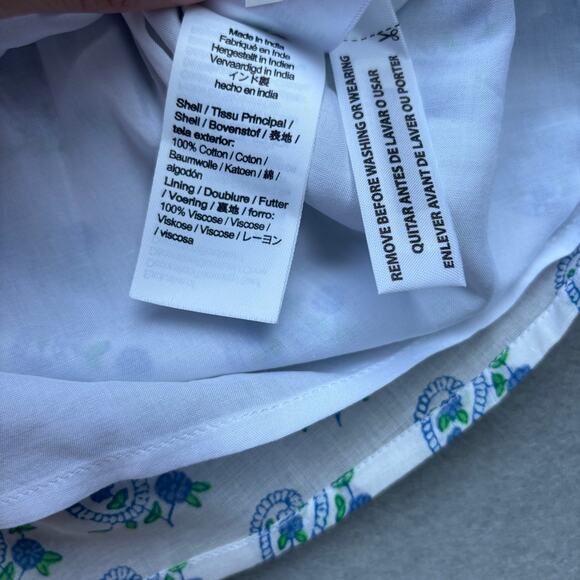 Made in India
Fabriqué en Inde
Hergestellt in Indien
Vervaardigd in India
インド製
hecho en india
Shell / Tissu Principal /
Shell / Bovenstof / 表地 /
tela exterior:
100% Cotton / Coton /
Baumwolle / Katoen / 綿 /
algodón
Lining / Doublure / Futter
/ Voering / 裏地 / forro:
100% Viscose / Viscose /
Viskose / Viscose / レーヨン
/ viscosa
REMOVE BEFORE WASHING OR WEARING
QUITAR ANTES DE LAVAR O USAR
ENLEVER AVANT DE LAVER OU PORTER